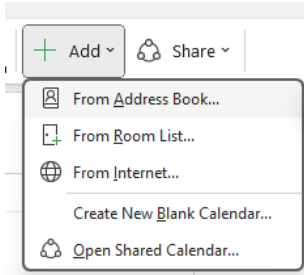 Add
Share
From Address Book...
From Room List...
From Internet...
Create New Blank Calendar...
Open Shared Calendar...